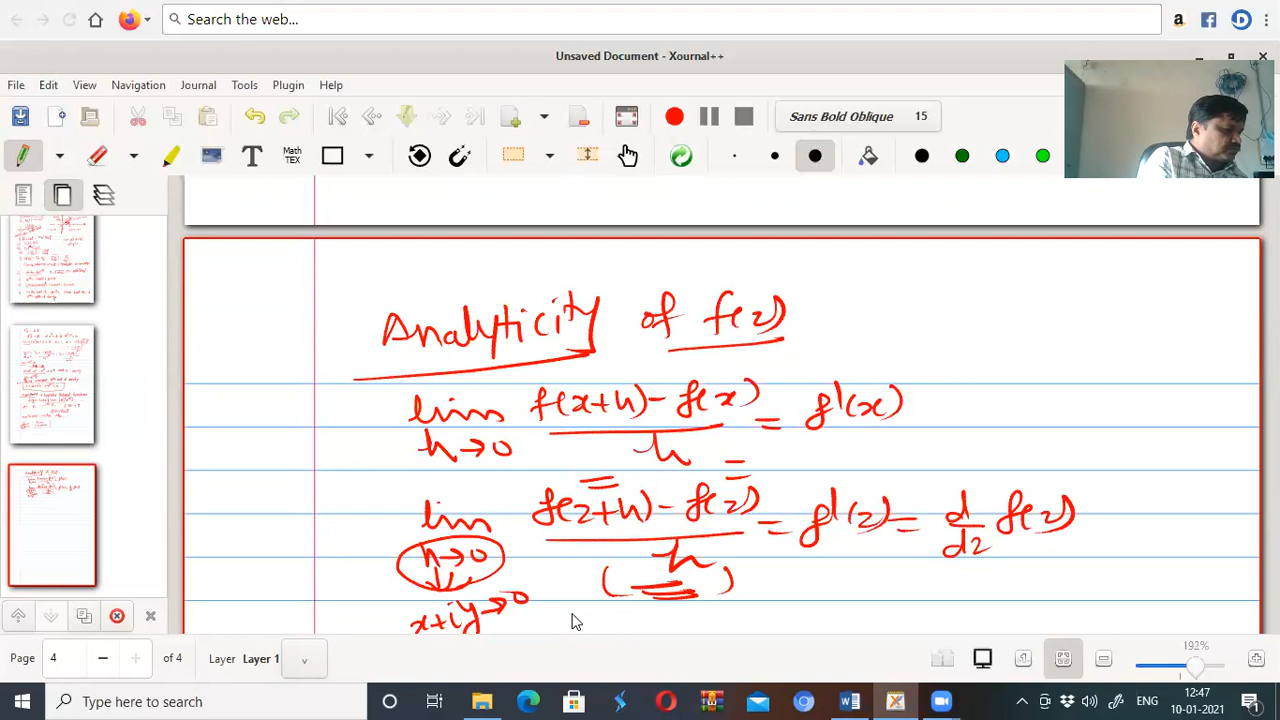 Search the web...
Unsaved Document - Xournal++
File Edit View Navigation Journal Tools Plugin Help
Sans Bold Oblique 15
Math TEX
Analyticity of f(z)
lim h→0 f(x+h) - f(x) / h = f'(x)
lim h→0 f(z+h) - f(z) / h = f'(z) = d/dz f(z)
x+iy→0
Page 4 of 4 Layer Layer 1 192%
Type here to search
ENG 12:47 10-01-2021